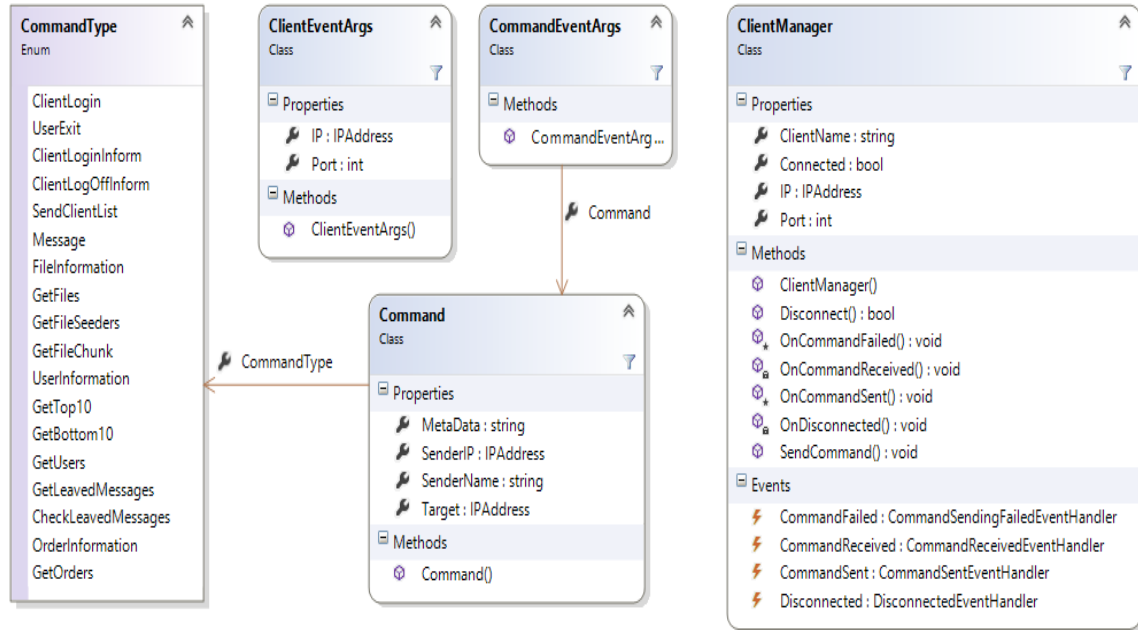 CommandType
Enum
ClientLogin
UserExit
ClientLoginInform
ClientLogOffInform
SendClientList
Message
FileInformation
GetFiles
GetFileSeeders
GetFileChunk
UserInformation
GetTop10
GetBottom10
GetUsers
GetLeavedMessages
CheckLeavedMessages
OrderInformation
GetOrders
ClientEventArgs
Class
Properties
IP : IPAddress
Port : int
Methods
ClientEventArgs()
CommandEventArgs
Class
Methods
CommandEventArg...
Command
CommandType
Command
Class
Properties
MetaData : string
SenderIP : IPAddress
SenderName : string
Target : IPAddress
Methods
Command()
ClientManager
Class
Properties
ClientName : string
Connected : bool
IP : IPAddress
Port : int
Methods
ClientManager()
Disconnect() : bool
OnCommandFailed() : void
OnCommandReceived() : void
OnCommandSent() : void
OnDisconnected() : void
SendCommand() : void
Events
CommandFailed : CommandSendingFailedEventHandler
CommandReceived : CommandReceivedEventHandler
CommandSent : CommandSentEventHandler
Disconnected : DisconnectedEventHandler